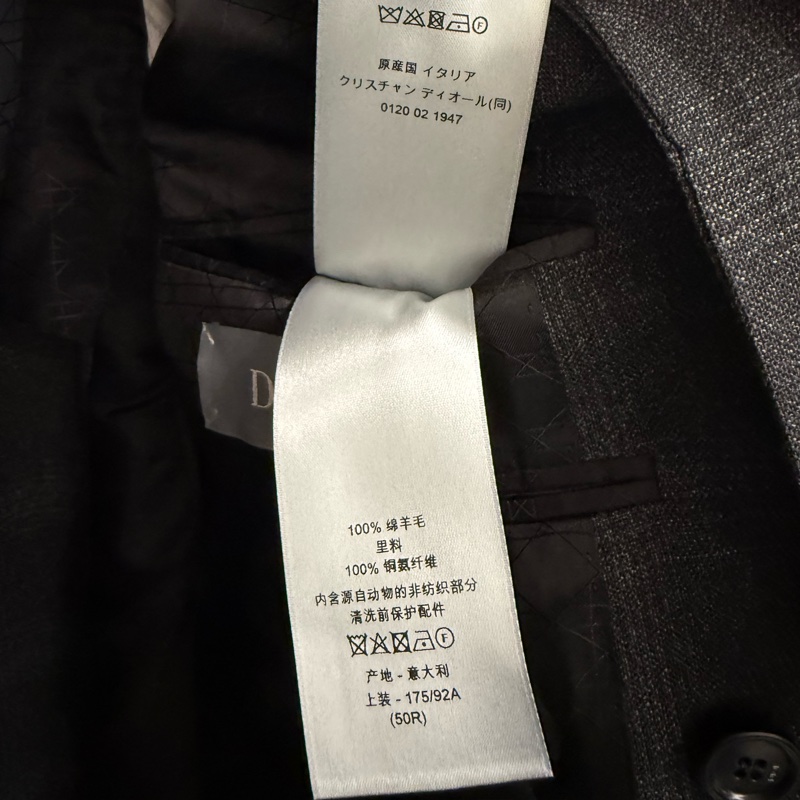 原産国 イタリア
クリスチャン ディオール(同)
0120 02 1947
D
100% 绵羊毛
里料
100% 铜氨纤维
内含源自动物的非纺织部分
清洗前保护配件
产地 - 意大利
上装 - 175/92A
(50R)